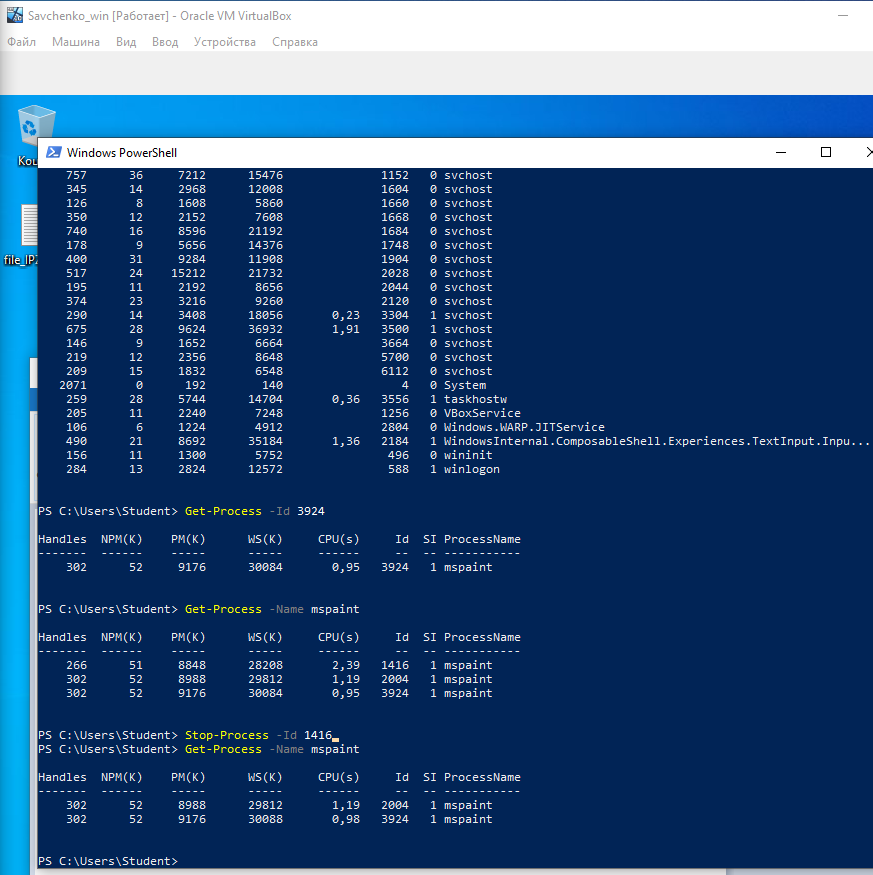 Savchenko_win [Работает] - Oracle VM VirtualBox
Файл Машина Вид Ввод Устройства Справка
Windows PowerShell
757 36 7212 15476 1152 0 svchost
345 14 2968 12008 1604 0 svchost
126 8 1608 5860 1660 0 svchost
350 12 2152 7608 1668 0 svchost
740 16 8596 21192 1684 0 svchost
178 9 5656 14376 1748 0 svchost
400 31 9284 11908 1904 0 svchost
517 24 15212 21732 2028 0 svchost
195 11 2192 8656 2044 0 svchost
374 23 3216 9260 2120 0 svchost
290 14 3408 18056 0,23 3304 1 svchost
675 28 9624 36932 1,91 3500 1 svchost
146 9 1652 6664 3664 0 svchost
219 12 2356 8648 5700 0 svchost
209 15 1832 6548 6112 0 svchost
2071 0 192 140 4 0 System
259 28 5744 14704 0,36 3556 1 taskhostw
205 11 2240 7248 1256 0 VBoxService
106 6 1224 4912 2804 0 Windows.WARP.JITService
490 21 8692 35184 1,36 2184 1 WindowsInternal.ComposableShell.Experiences.TextInput.Inpu...
156 11 1300 5752 496 0 wininit
284 13 2824 12572 588 1 winlogon
PS C:\Users\Student> Get-Process -Id 3924
Handles NPM(K) PM(K) WS(K) CPU(s) Id SI ProcessName
------- ------ ----- ----- ------ -- -- -----------
302 52 9176 30084 0,95 3924 1 mspaint
PS C:\Users\Student> Get-Process -Name mspaint
Handles NPM(K) PM(K) WS(K) CPU(s) Id SI ProcessName
------- ------ ----- ----- ------ -- -- -----------
266 51 8848 28208 2,39 1416 1 mspaint
302 52 8988 29812 1,19 2004 1 mspaint
302 52 9176 30084 0,95 3924 1 mspaint
PS C:\Users\Student> Stop-Process -Id 1416
PS C:\Users\Student> Get-Process -Name mspaint
Handles NPM(K) PM(K) WS(K) CPU(s) Id SI ProcessName
------- ------ ----- ----- ------ -- -- -----------
302 52 8988 29812 1,19 2004 1 mspaint
302 52 9176 30088 0,98 3924 1 mspaint
PS C:\Users\Student>